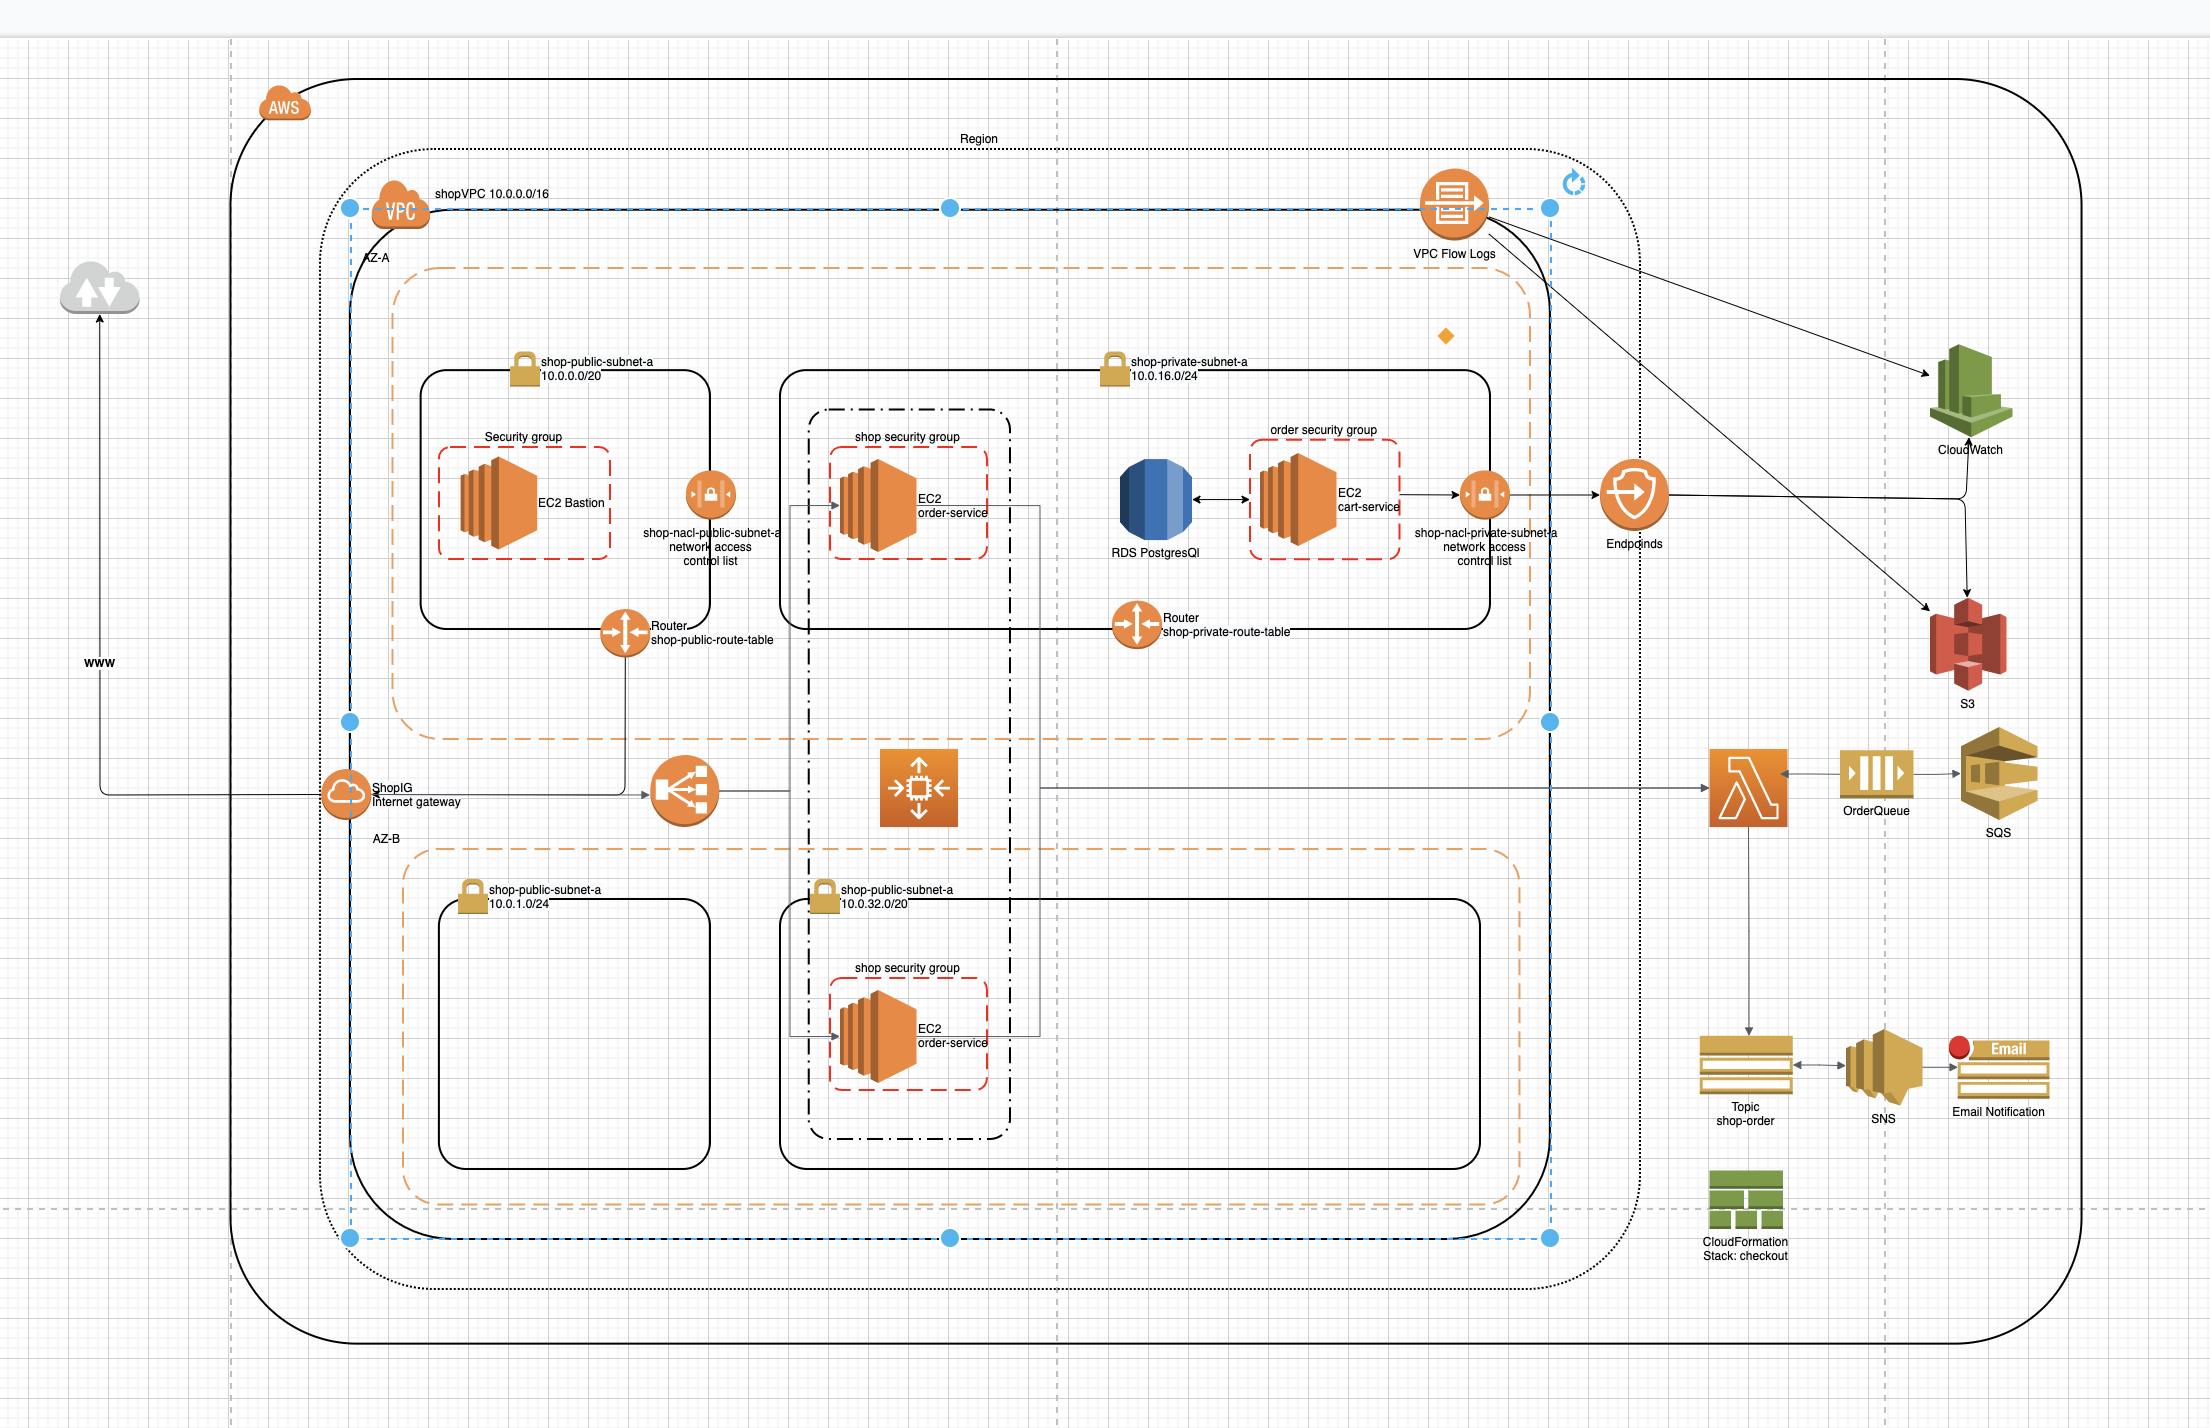 AWS
Region
shopVPC 10.0.0.0/16
VPC
VPC Flow Logs
AZ-A
shop-public-subnet-a
10.0.0.0/20
shop-private-subnet-a
10.0.16.0/24
Security group
EC2 Bastion
shop security group
EC2
order-service
order security group
EC2
cart-service
RDS PostgresQl
shop-nacl-public-subnet-a
network access
control list
shop-nacl-private-subnet-a
network access
control list
Endpoinds
CloudWatch
Router
shop-public-route-table
Router
shop-private-route-table
S3
www
ShopIG
Internet gateway
OrderQueue
SQS
AZ-B
shop-public-subnet-a
10.0.1.0/24
shop-public-subnet-a
10.0.32.0/20
shop security group
EC2
order-service
Topic
shop-order
SNS
Email
Email Notification
CloudFormation
Stack: checkout